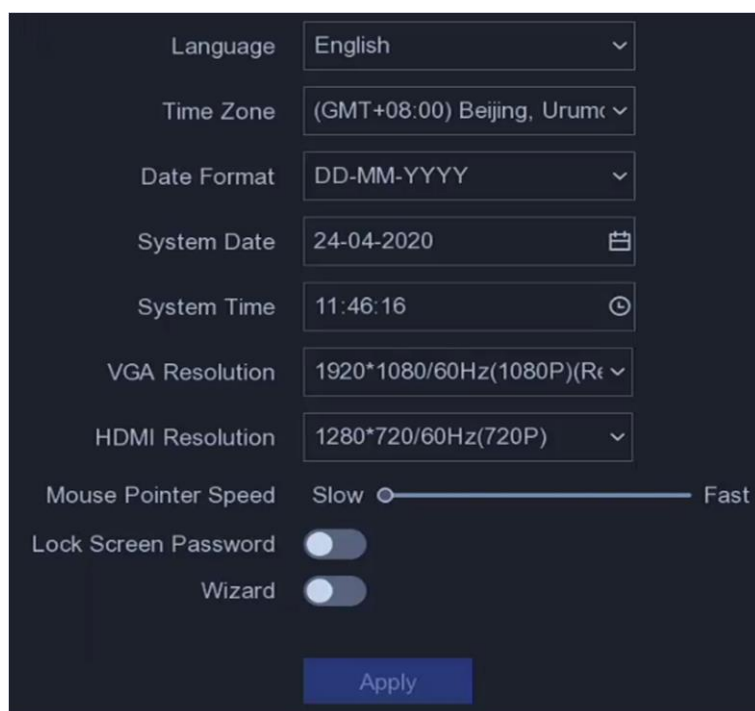 Language English
Time Zone (GMT+08:00) Beijing, Urum
Date Format DD-MM-YYYY
System Date 24-04-2020
System Time 11:46:16
VGA Resolution 1920*1080/60Hz(1080P)(Re
HDMI Resolution 1280*720/60Hz(720P)
Mouse Pointer Speed Slow Fast
Lock Screen Password
Wizard
Apply